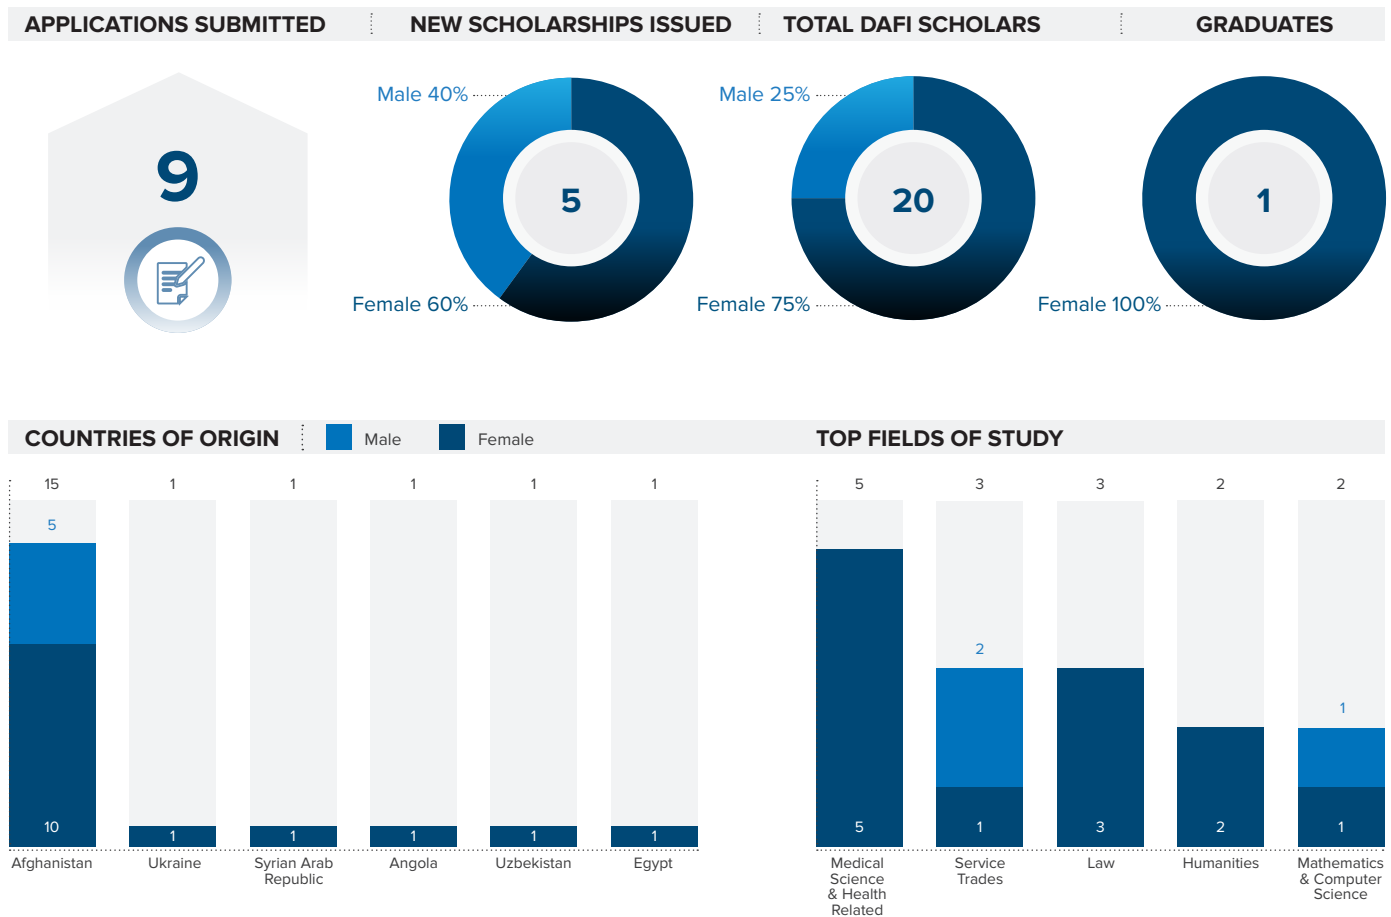 APPLICATIONS SUBMITTED
NEW SCHOLARSHIPS ISSUED
TOTAL DAFI SCHOLARS
GRADUATES
9
Male 40%
5
Female 60%
Male 25%
20
Female 75%
1
Female 100%
COUNTRIES OF ORIGIN
Male
Female
15
1
1
1
1
1
5
10
1
1
1
1
1
Afghanistan
Ukraine
Syrian Arab
Republic
Angola
Uzbekistan
Egypt
TOP FIELDS OF STUDY
5
3
3
2
2
2
1
5
1
3
2
1
Medical
Science
& Health
Related
Service
Trades
Law
Humanities
Mathematics
& Computer
Science